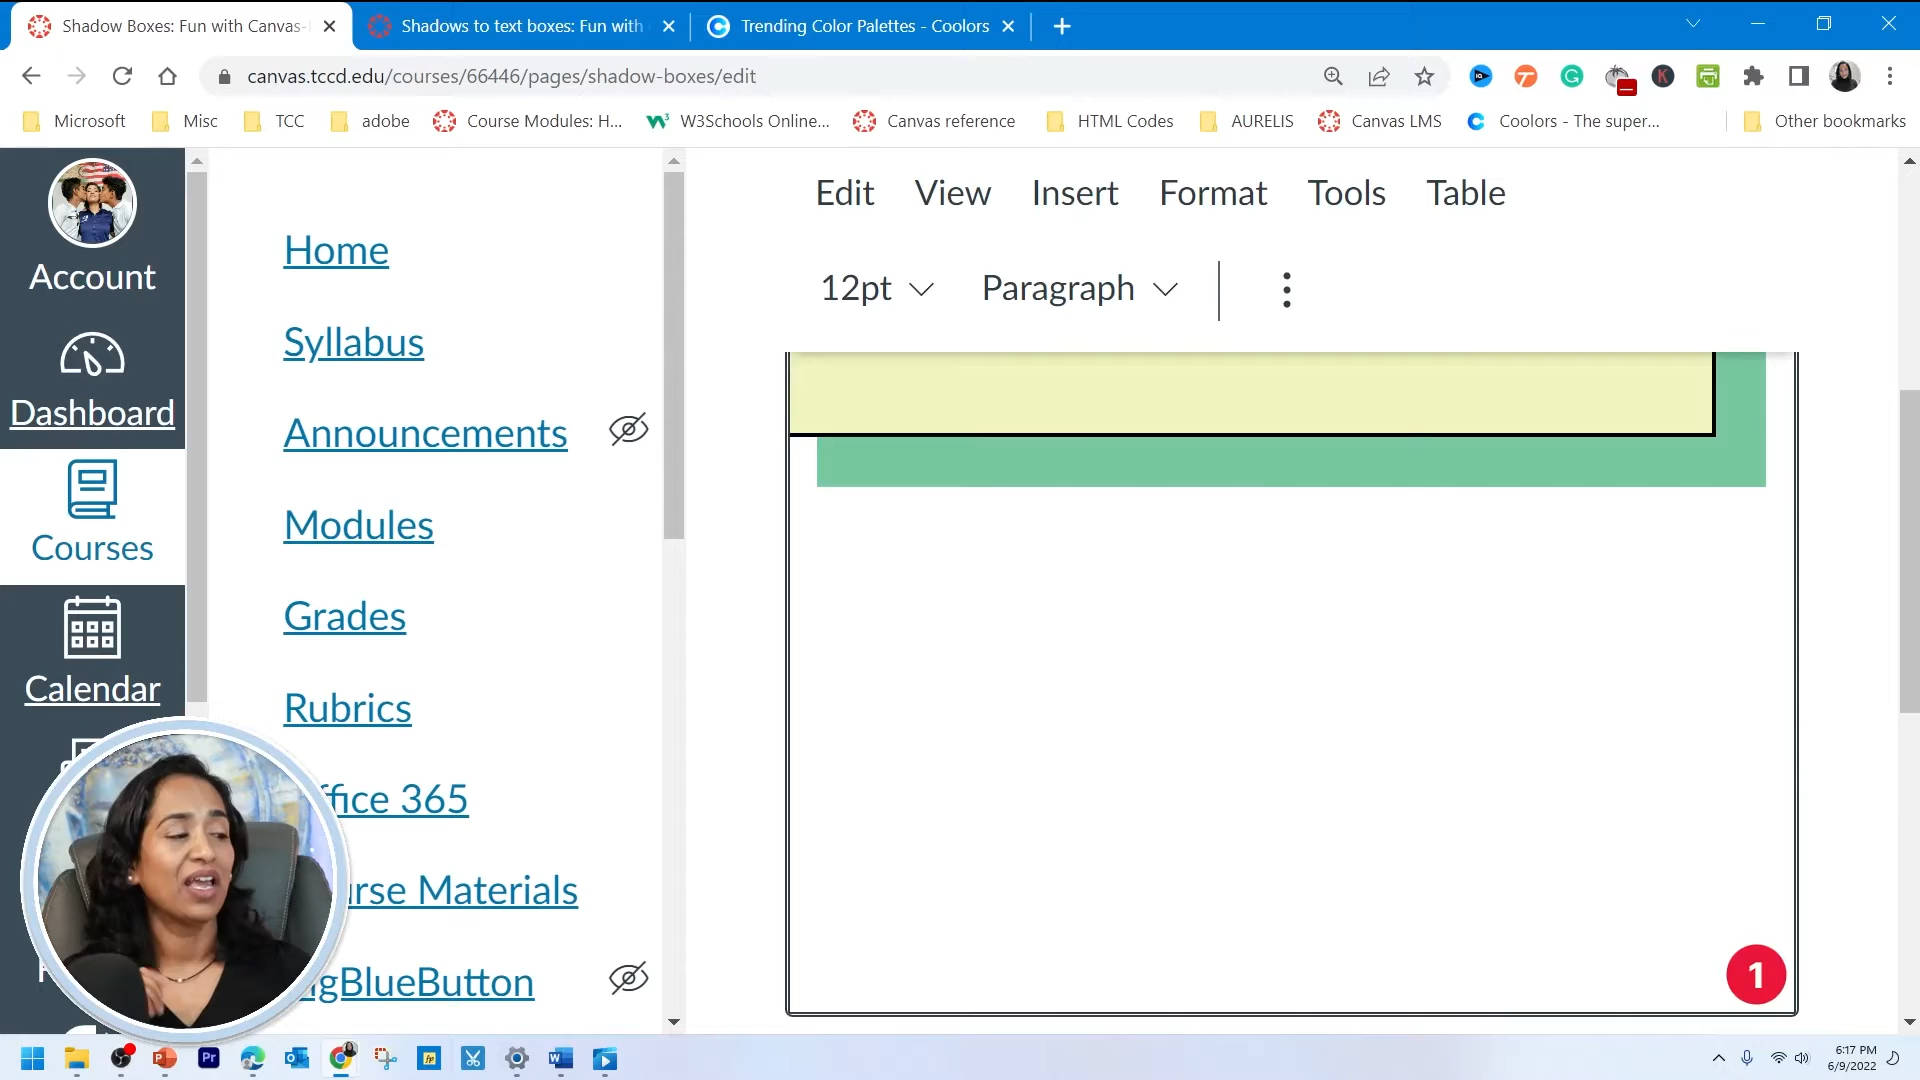 Shadow Boxes: Fun with Canvas-
Shadows to text boxes: Fun with
Trending Color Palettes - Coolors
canvas.tccd.edu/courses/66446/pages/shadow-boxes/edit
Microsoft
Misc
TCC
adobe
Course Modules: H...
W3Schools Online...
Canvas reference
HTML Codes
AURELIS
Canvas LMS
Coolors - The super...
Other bookmarks
Account
Dashboard
Courses
Calendar
Home
Syllabus
Announcements
Modules
Grades
Rubrics
ffice 365
urse Materials
igBlueButton
Edit View Insert Format Tools Table
12pt Paragraph
1
6:17 PM
6/9/2022